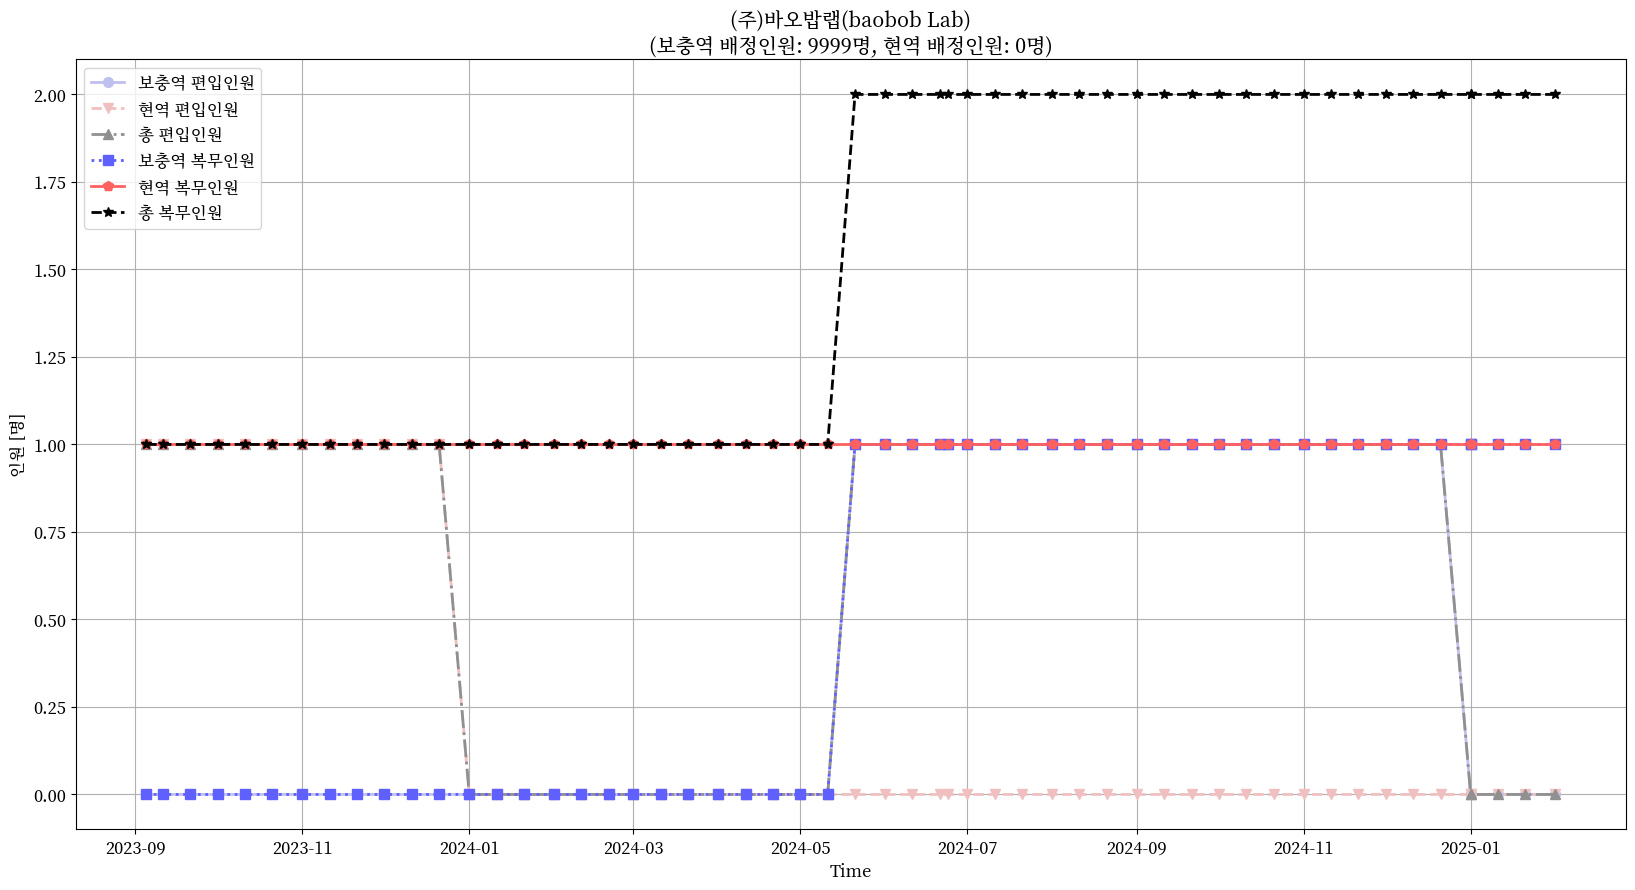 (주)바오밥랩(baobob Lab)
(보충역 배정인원: 9999명, 현역 배정인원: 0명)
보충역 편입인원
현역 편입인원
총 편입인원
보충역 복무인원
현역 복무인원
총 복무인원
2.00
1.75
1.50
1.25
1.00
0.75
0.50
0.25
0.00
인원 [명]
2023-09
2023-11
2024-01
2024-03
2024-05
2024-07
2024-09
2024-11
2025-01
Time